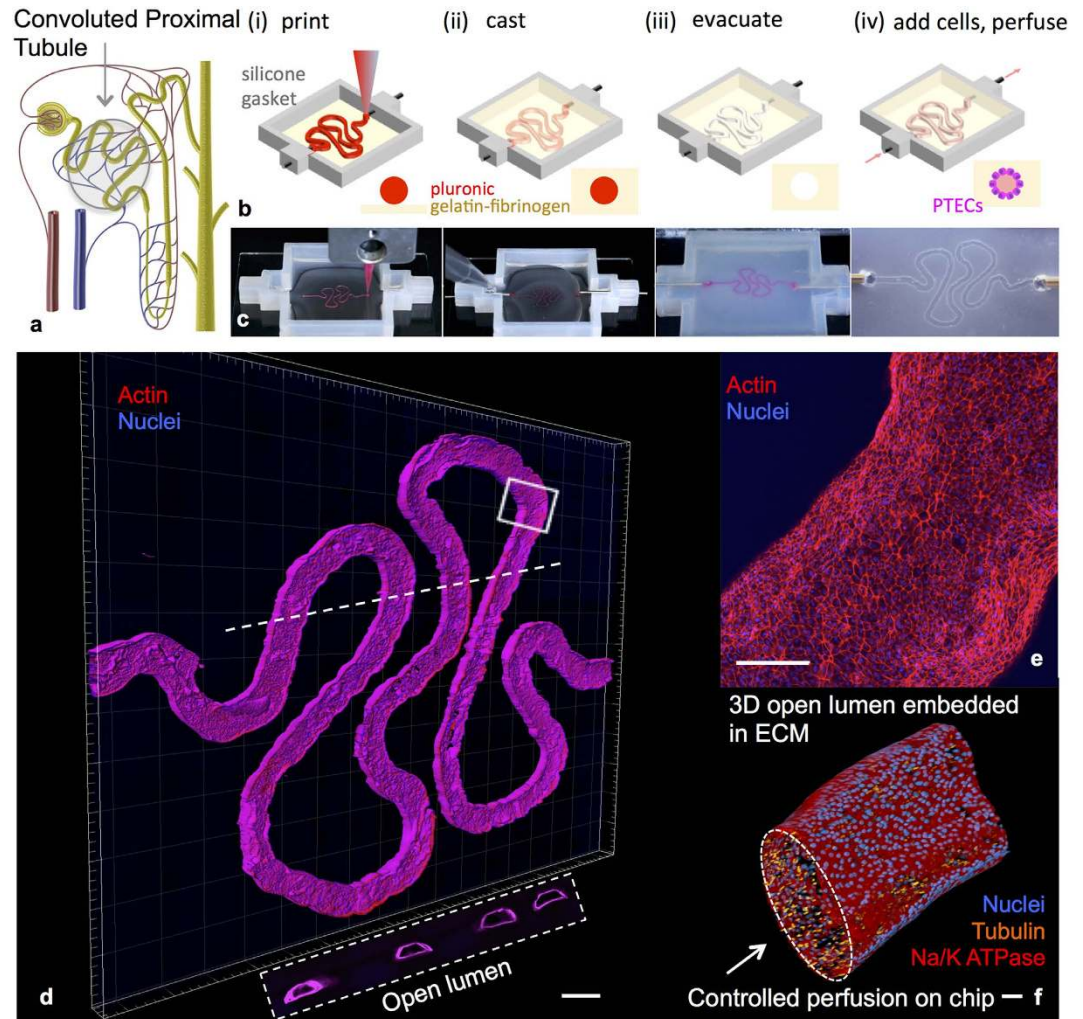 Convoluted Proximal
Tubule
a
(i) print
(ii) cast
(iii) evacuate
(iv) add cells, perfuse
silicone
gasket
pluronic
gelatin-fibrinogen
PTECs
b
c
Actin
Nuclei
Open lumen
d
Actin
Nuclei
e
3D open lumen embedded
in ECM
Nuclei
Tubulin
Na/K ATPase
Controlled perfusion on chip
f